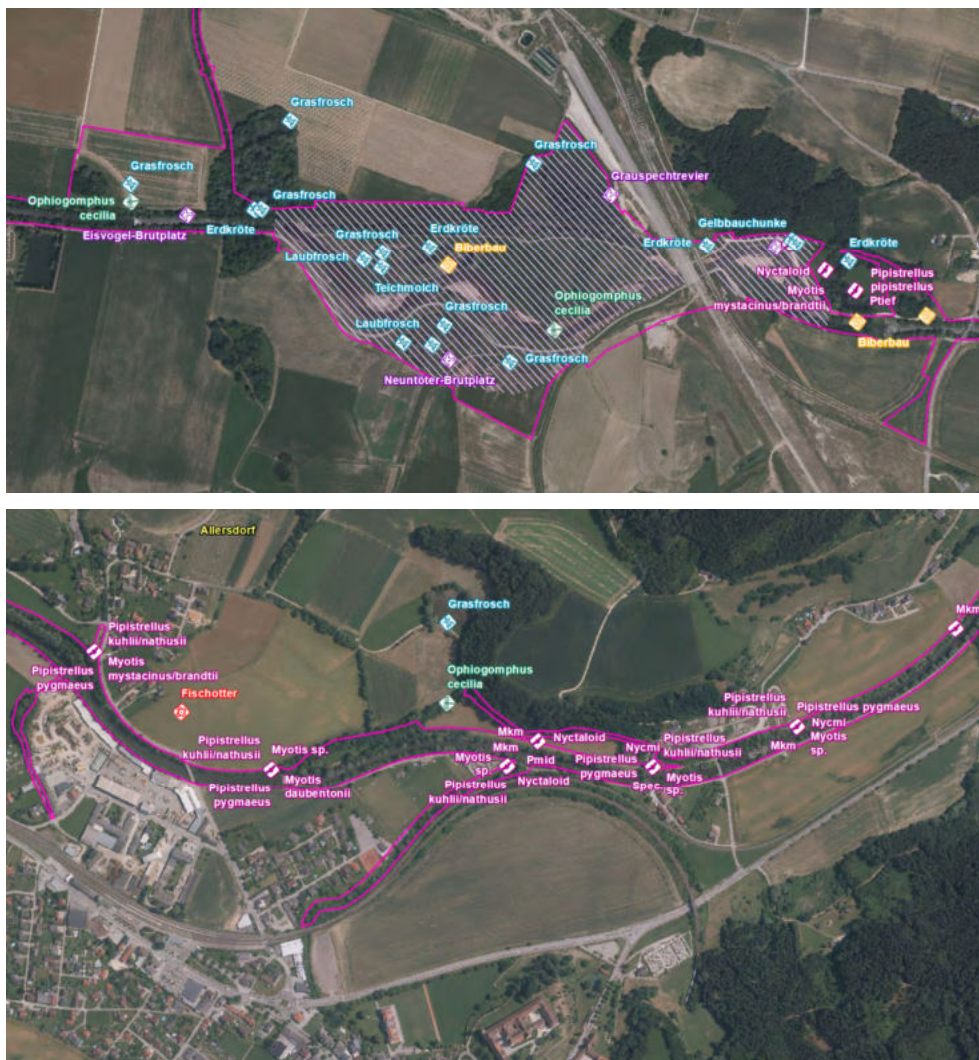 Grasfrosch
Grasfrosch
Grasfrosch
Grauspechtrevier
Ophiogomphus
cecilia
Grasfrosch
Eisvogel-Brutplatz
Erdkröte
Gelbbauchunke
Grasfrosch
Erdkröte
Biberbau
Erdkröte
Erdkröte
Laubfrosch
Teichmolch
Nyctaloid
Myotis
mystacinus/brandtii
Pipistrellus
pipistrellus
Ptief
Grasfrosch
Ophiogomphus
cecilia
Laubfrosch
Biberbau
Grasfrosch
Neuntöter-Brutplatz
Allersdorf
Grasfrosch
Mkm
Pipistrellus
kuhlii/nathusii
Myotis
mystacinus/brandtii
Pipistrellus
pygmaeus
Ophiogomphus
cecilia
Fischotter
Pipistrellus
kuhlii/nathusii
Pipistrellus pygmaeus
Nycmi
Myotis
sp.
Mkm
Mkm
Nyctaloid
Nycmi
Pipistrellus
kuhlii/nathusii
Pipistrellus
kuhlii/nathusii
Myotis sp.
Mkm
Pmid
Myotis
sp.
Pipistrellus
pygmaeus
Nyctaloid
Spec.
Myotis
sp.
Pipistrellus
pygmaeus
Myotis
daubentonii
Pipistrellus
kuhlii/nathusii